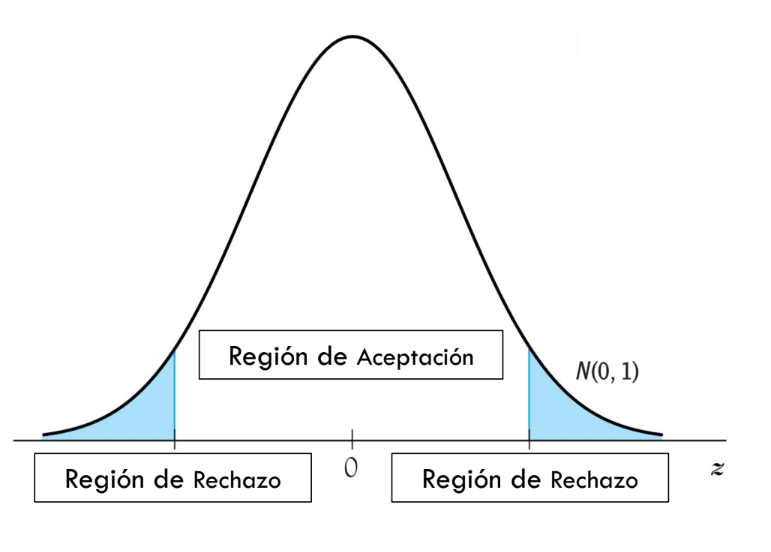 Región de Aceptación
N(0, 1)
Región de Rechazo
0
Región de Rechazo
z